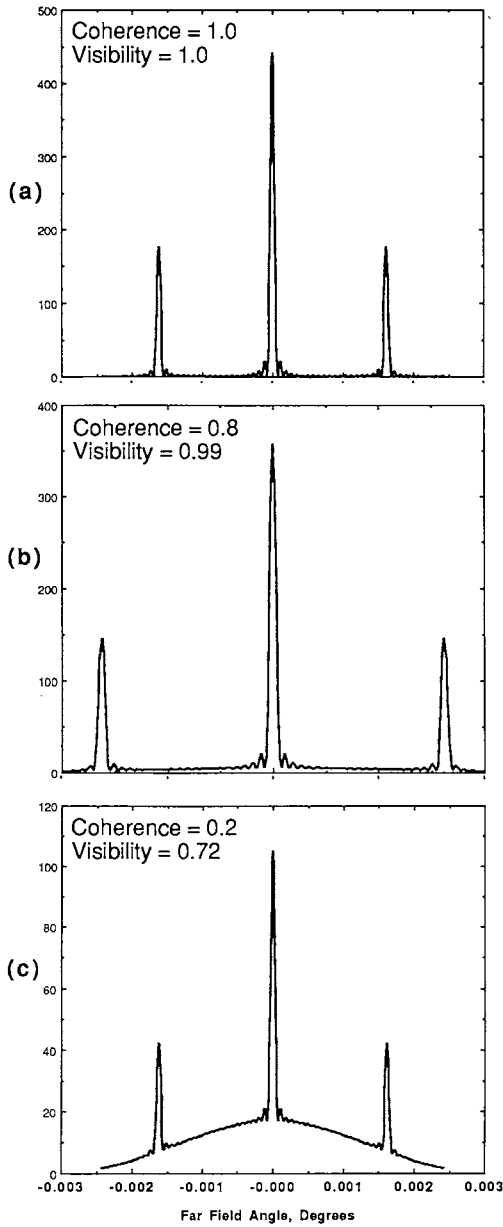 (a)
Coherence = 1.0
Visibility = 1.0
500
400
300
200
100
0
(b)
Coherence = 0.8
Visibility = 0.99
400
300
200
100
0
(c)
Coherence = 0.2
Visibility = 0.72
120
100
80
60
40
20
0
-0.003 -0.002 -0.001 -0.000 0.001 0.002 0.003
Far Field Angle, Degrees